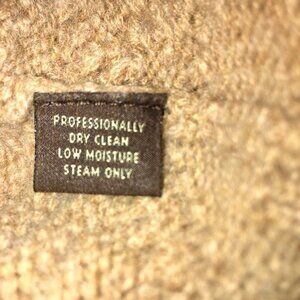 PROFESSIONALLY
DRY CLEAN
LOW MOISTURE
STEAM ONLY